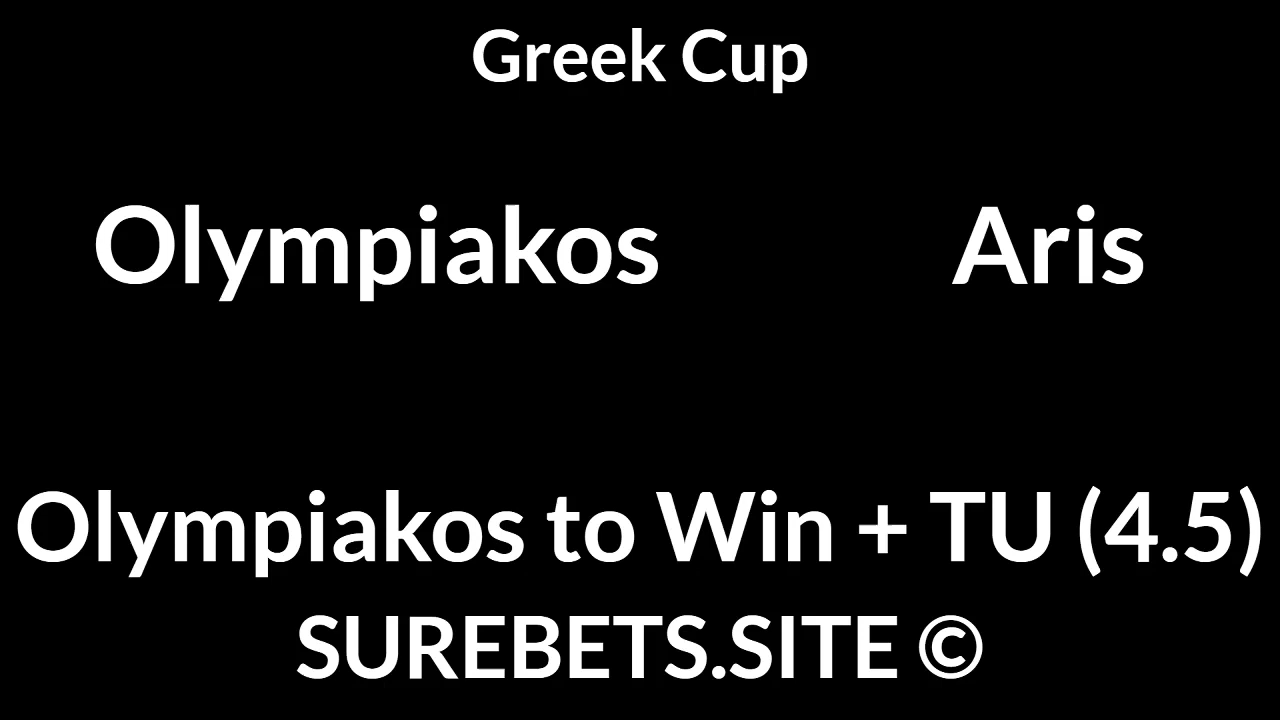 Greek Cup
Olympiakos Aris
Olympiakos to Win + TU (4.5)
SUREBETS.SITE ©